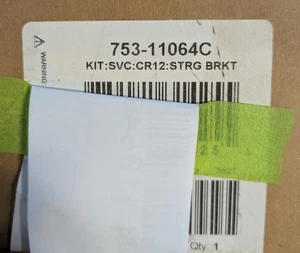 WARNING
753-11064C
KIT:SVC:CR12:STRG BRKT
Qty: 1